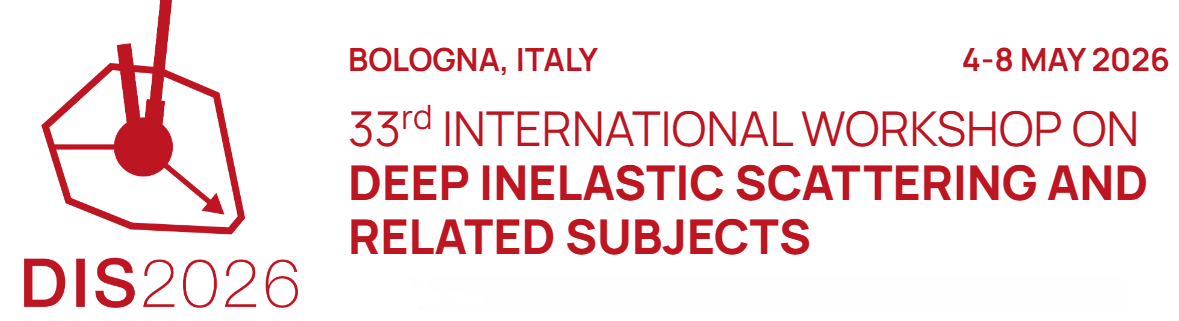 BOLOGNA, ITALY 4-8 MAY 2026
33rd INTERNATIONAL WORKSHOP ON
DEEP INELASTIC SCATTERING AND
RELATED SUBJECTS
DIS2026